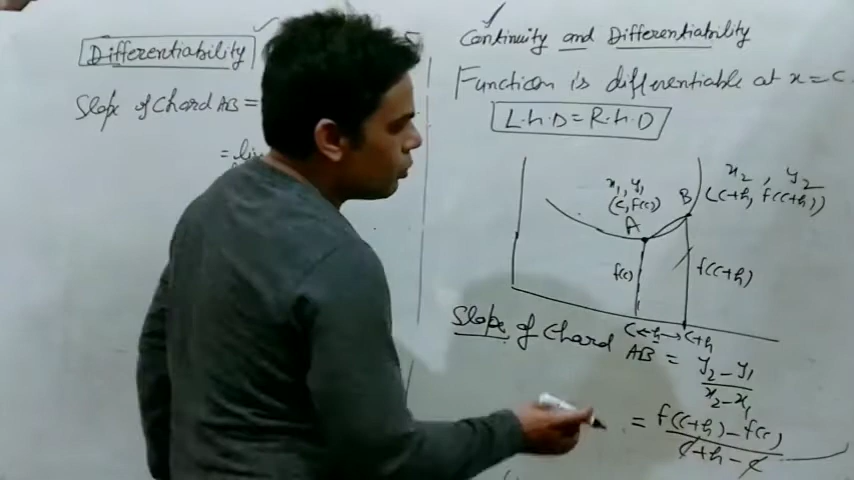 Differentiability
Slope of chord AB =
= lim
Continuity and Differentiability
Function is differentiable at x = c
L.h.D = R.h.D
x₁, y₁
(c, f(c))
A
B
x₂, y₂
(c+h, f(c+h))
f(c)
f(c+h)
c ←h→ c+h
Slope of chord AB = y₂ - y₁ / x₂ - x₁
= f(c+h) - f(c) / c+h - c